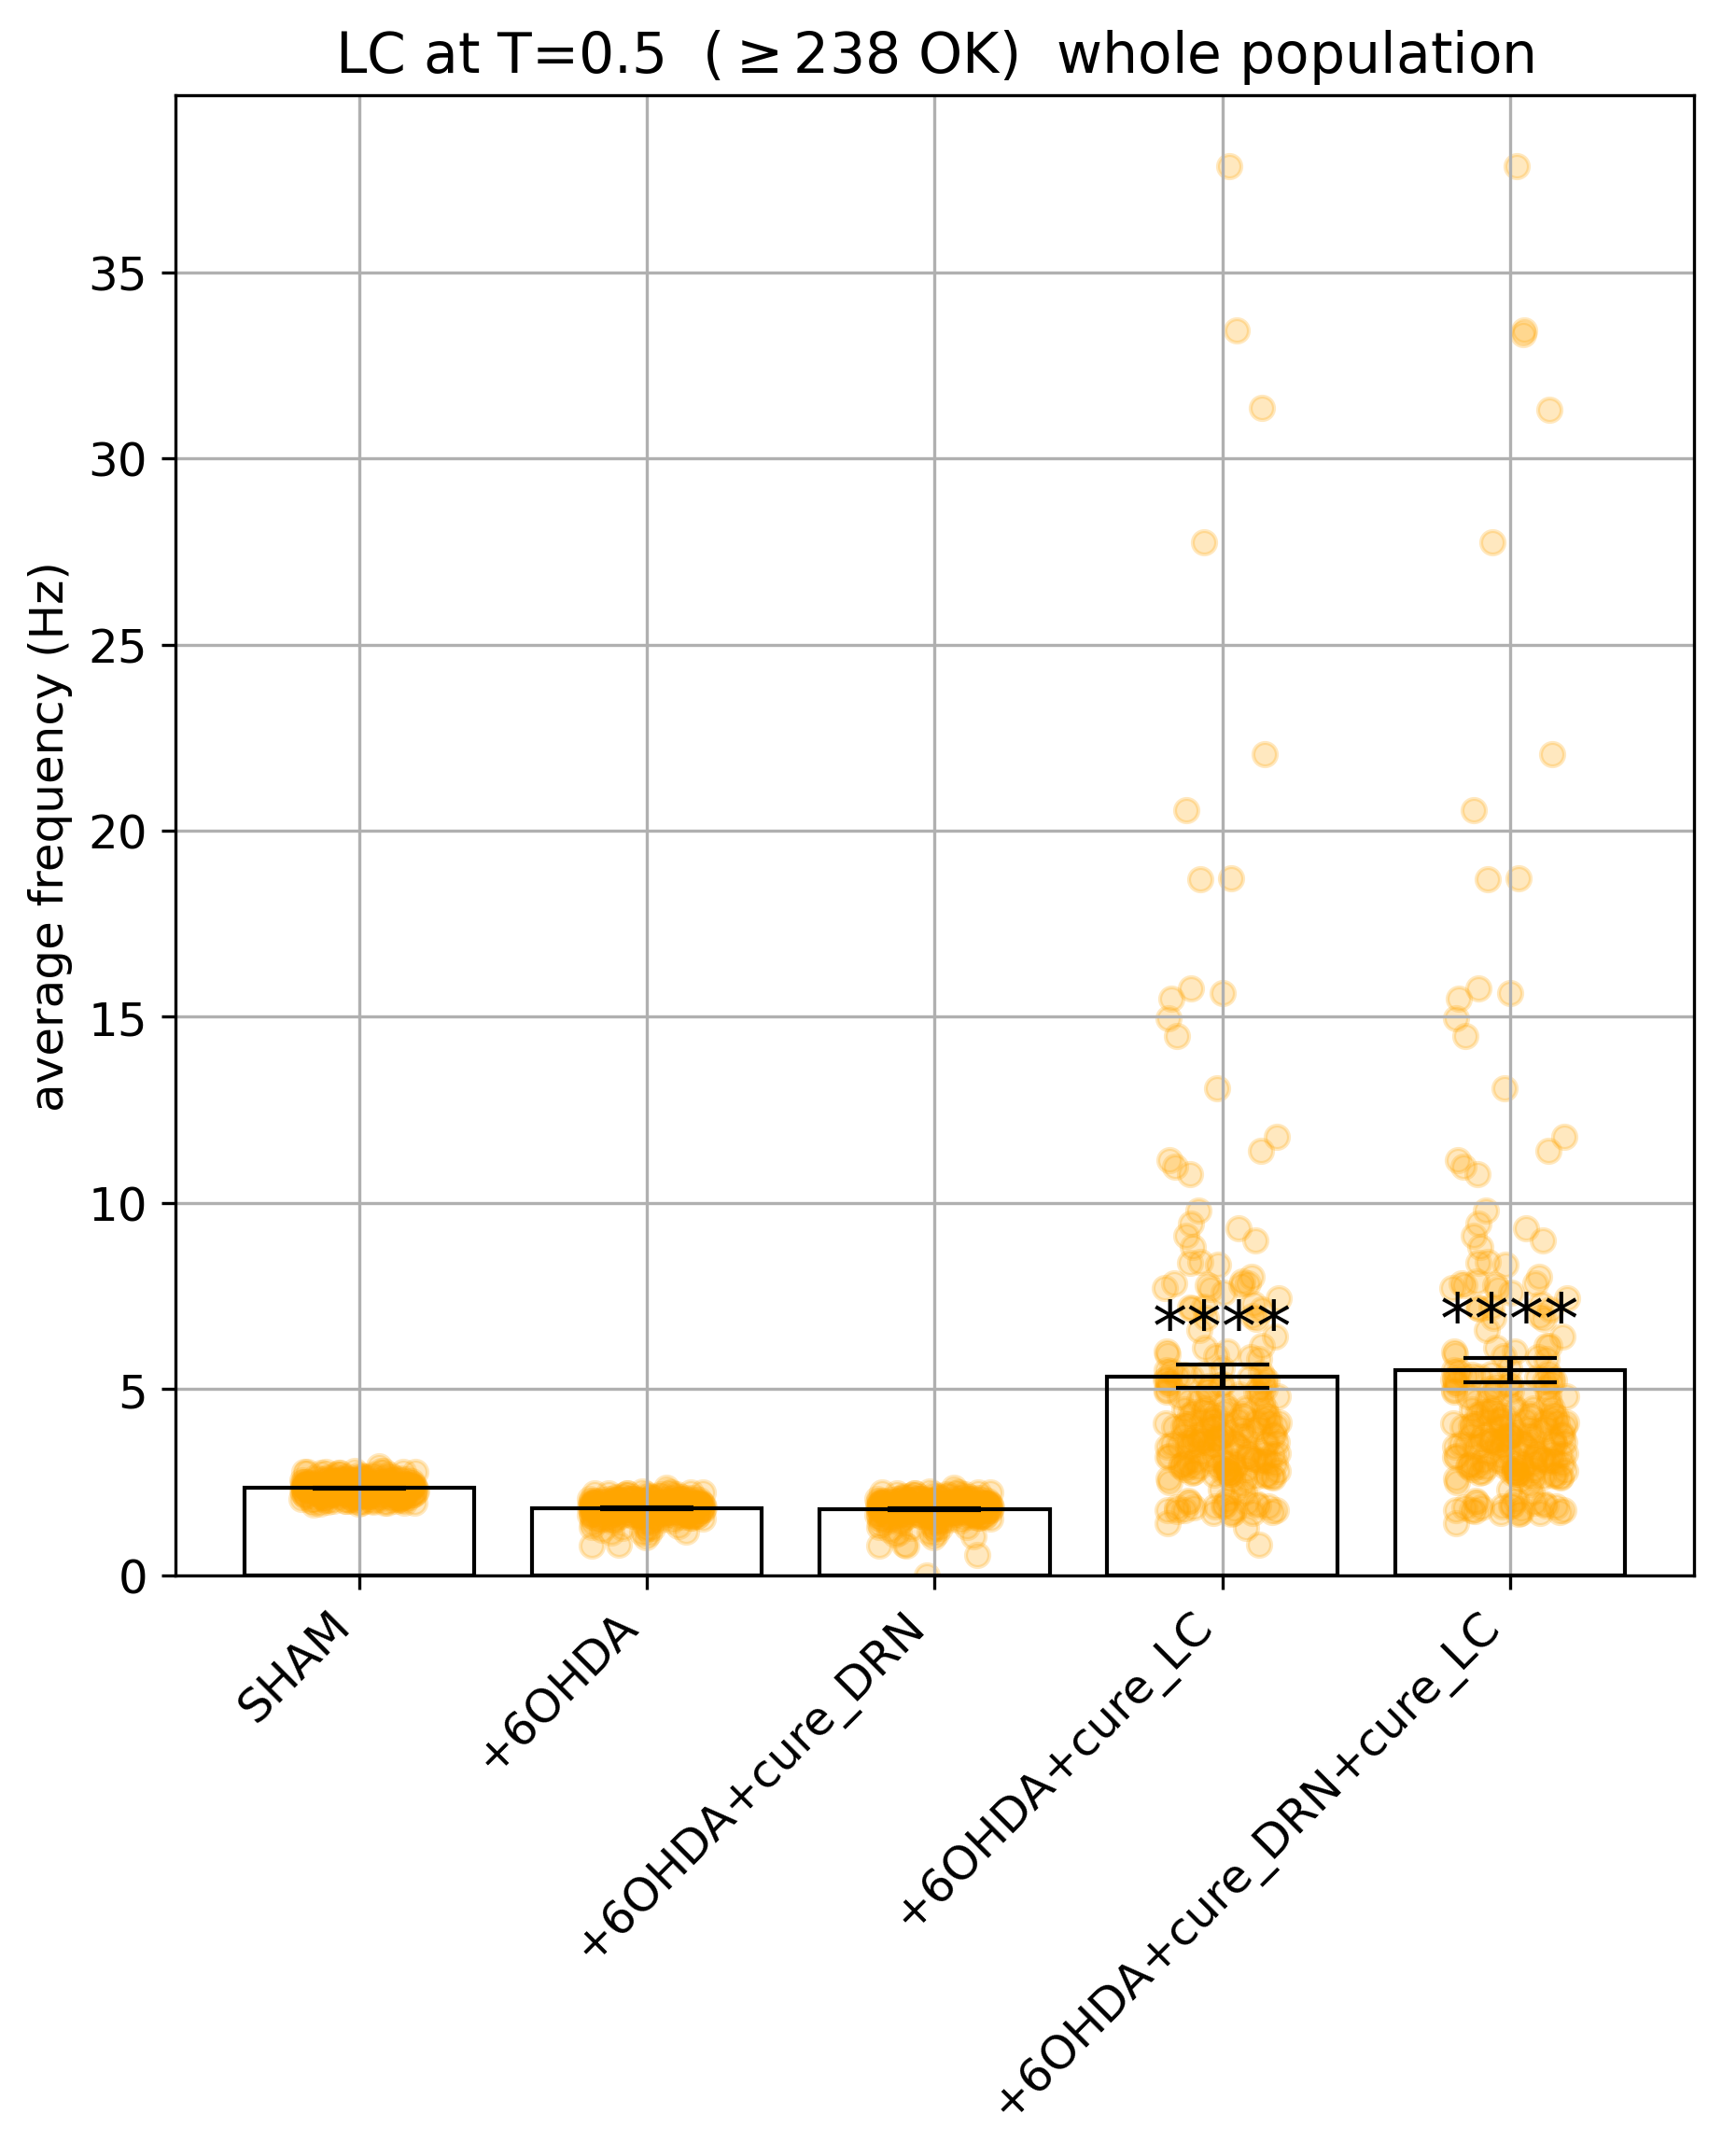 LC at T=0.5 (≥238 OK) whole population
average frequency (Hz)
35
30
25
20
15
10
5
0
****
****
SHAM
+6OHDA
+6OHDA+cure_DRN
+6OHDA+cure_LC
+6OHDA+cure_DRN+cure_LC